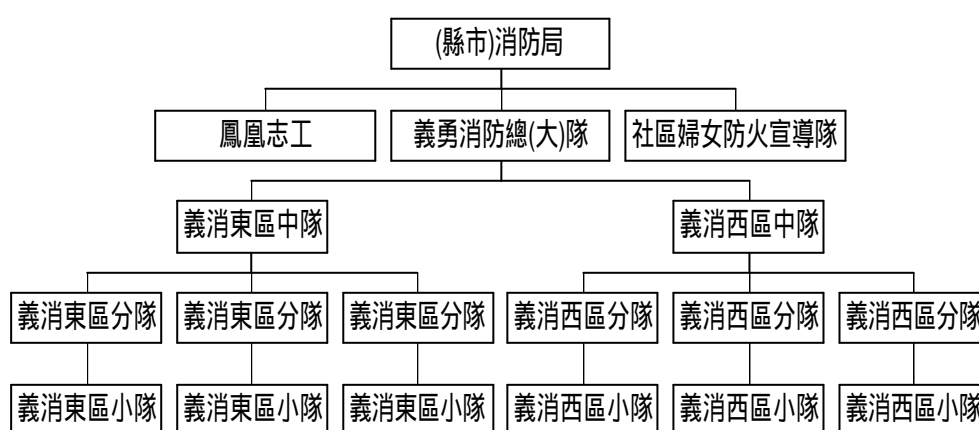 (縣市)消防局
鳳凰志工
義勇消防總(大)隊
社區婦女防火宣導隊
義消東區中隊
義消西區中隊
義消東區分隊
義消東區分隊
義消東區分隊
義消西區分隊
義消西區分隊
義消西區分隊
義消東區小隊
義消東區小隊
義消東區小隊
義消西區小隊
義消西區小隊
義消西區小隊